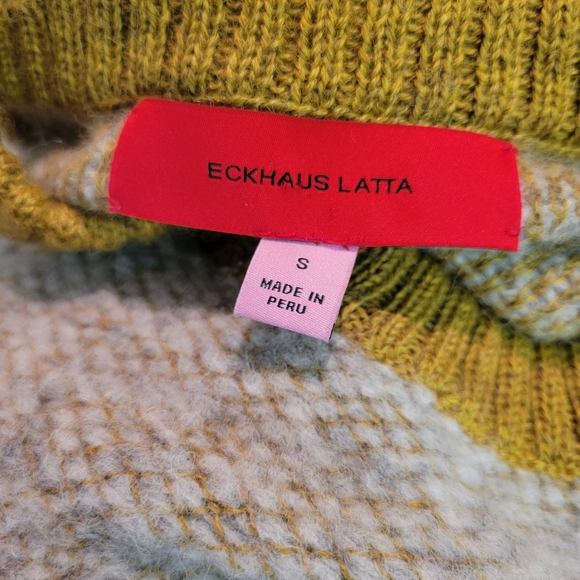 ECKHAUS LATTA
S
MADE IN
PERU